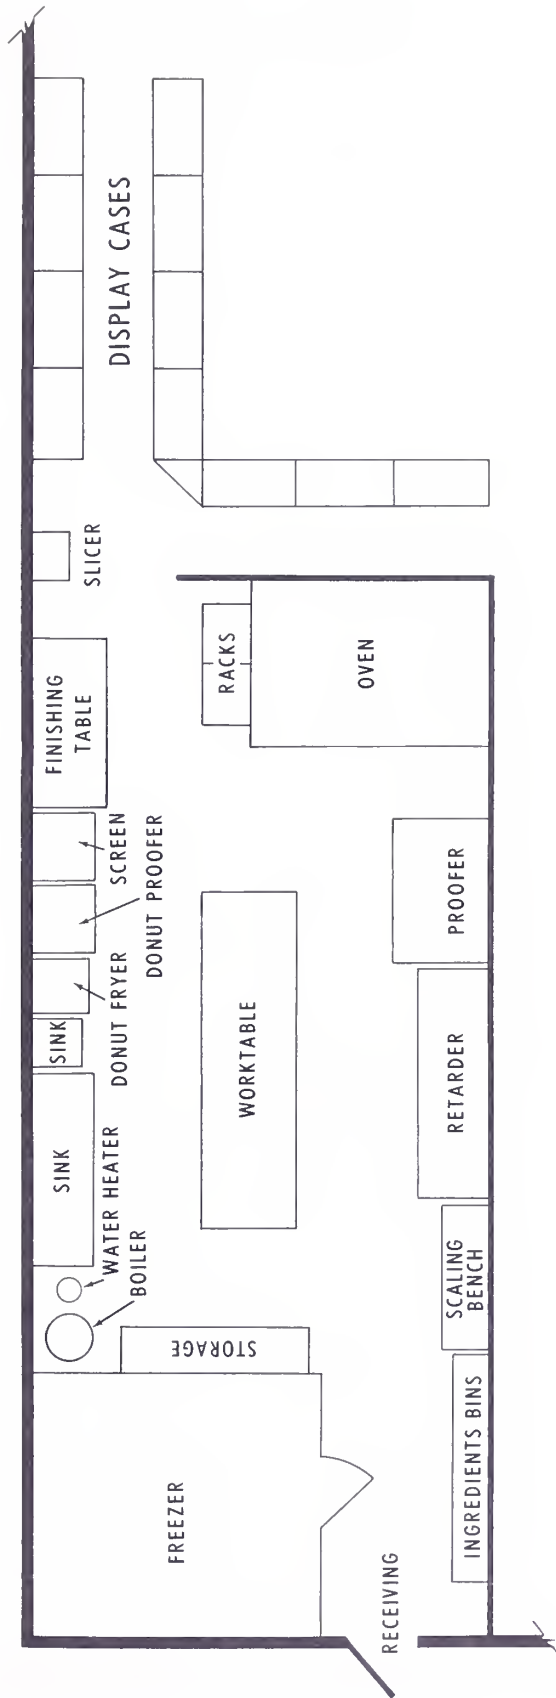 DISPLAY CASES
SLICER
FINISHING
TABLE
RACKS
OVEN
SCREEN
DONUT PROOFER
DONUT FRYER
SINK
SINK
WATER HEATER
BOILER
WORKTABLE
PROOFER
RETARDER
SCALING
BENCH
INGREDIENTS BINS
STORAGE
FREEZER
RECEIVING